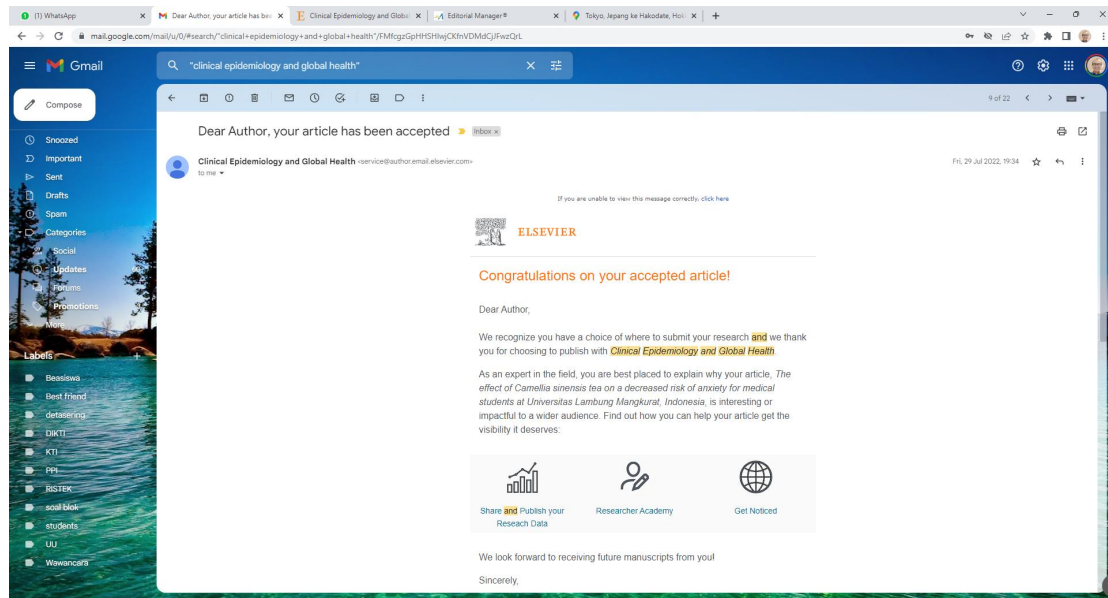 (1) WhatsApp
Dear Author, your article has bee
Clinical Epidemiology and Global
Editorial Manager®
Tokyo, Jepang ke Hakodate, Hok
mail.google.com/mail/u/0/#search/"clinical+epidemiology+and+global+health"/FMfcgzGpHHSHlwjCKfnVDMdCjJFwzQrL
Gmail
"clinical epidemiology and global health"
Compose
9 of 22
Snoozed
Important
Sent
Drafts
Spam
Categories
Social
Updates
Forums
Promotions
More
Labels
Beasiswa
Best friend
detasering
DIKTI
KTI
PPI
RISTEK
soal blok
students
UU
Wawancara
Dear Author, your article has been accepted
Inbox x
Clinical Epidemiology and Global Health <service@author.email.elsevier.com>
Fri, 29 Jul 2022, 19:34
to me
If you are unable to view this message correctly, click here
ELSEVIER
Congratulations on your accepted article!
Dear Author,
We recognize you have a choice of where to submit your research and we thank
you for choosing to publish with Clinical Epidemiology and Global Health.
As an expert in the field, you are best placed to explain why your article, The
effect of Camellia sinensis tea on a decreased risk of anxiety for medical
students at Universitas Lambung Mangkurat, Indonesia, is interesting or
impactful to a wider audience. Find out how you can help your article get the
visibility it deserves:
Share and Publish your
Reseach Data
Researcher Academy
Get Noticed
We look forward to receiving future manuscripts from you!
Sincerely,